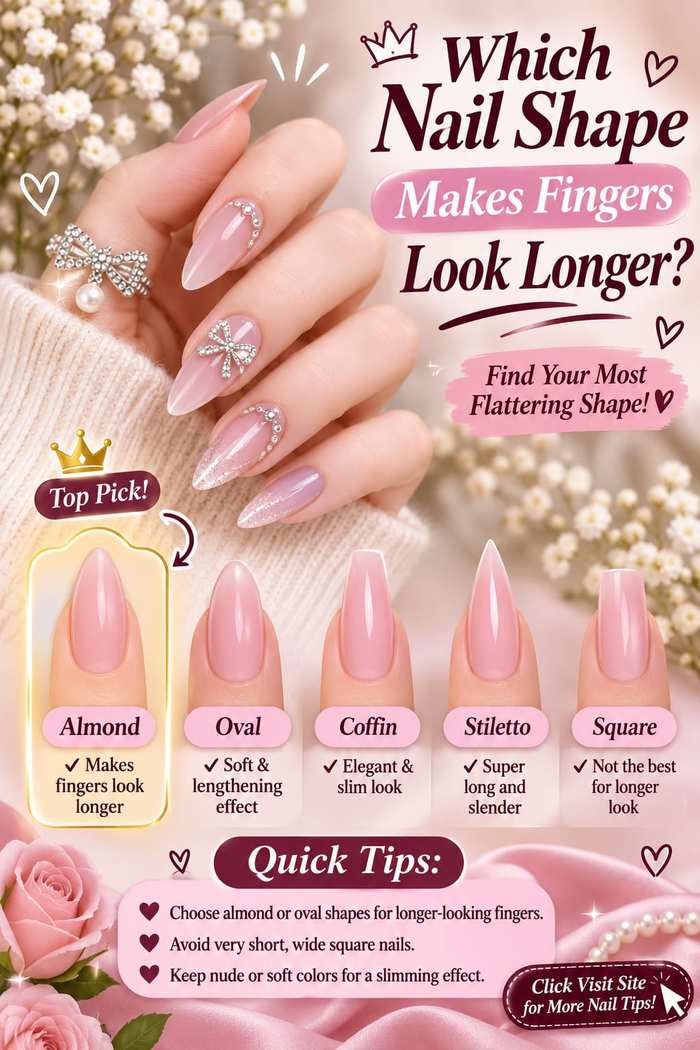 Which
Nail Shape
Makes Fingers
Look Longer?
Find Your Most
Flattering Shape!
Top Pick!
Almond
✓ Makes
fingers look
longer
Oval
✓ Soft &
lengthening
effect
Coffin
✓ Elegant &
slim look
Stiletto
✓ Super
long and
slender
Square
✓ Not the best
for longer
look
Quick Tips:
Choose almond or oval shapes for longer-looking fingers.
Avoid very short, wide square nails.
Keep nude or soft colors for a slimming effect.
Click Visit Site
for More Nail Tips!